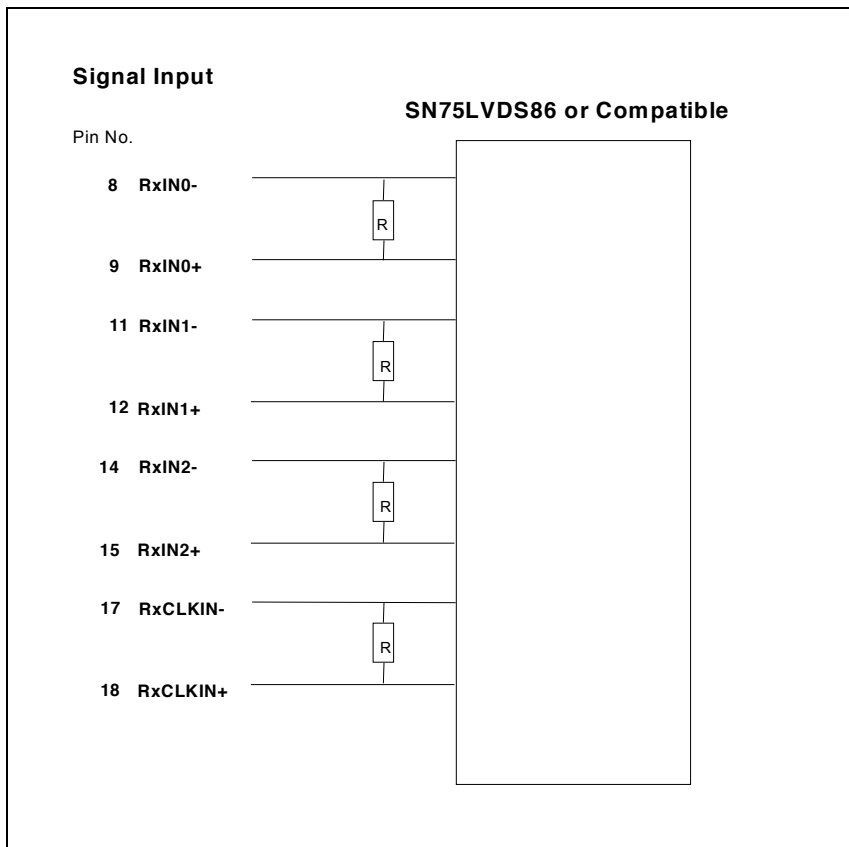 Signal Input
SN75LVDS86 or Compatible
Pin No.
8 RxIN0-
R
9 RxIN0+
11 RxIN1-
R
12 RxIN1+
14 RxIN2-
R
15 RxIN2+
17 RxCLKIN-
R
18 RxCLKIN+